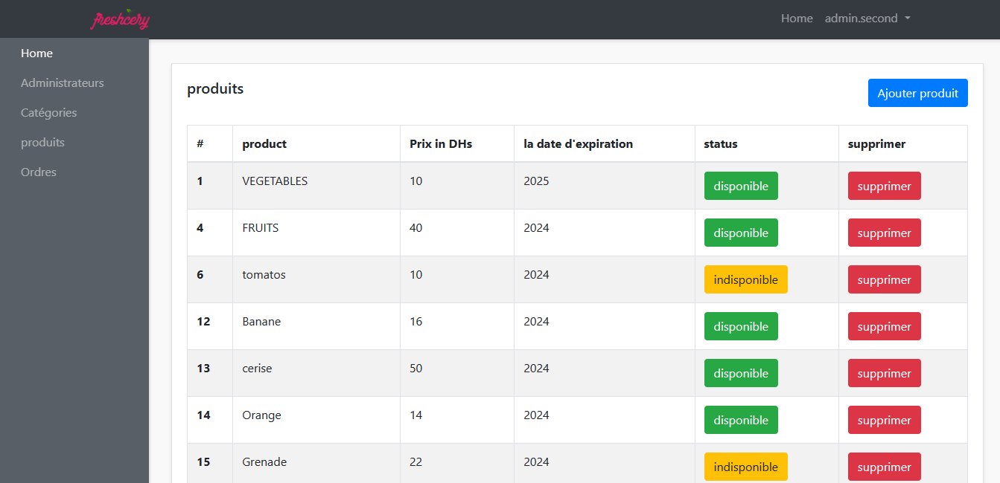 freshcery
Home admin.second
Home
Administrateurs
Catégories
produits
Ordres
produits
Ajouter produit
# product Prix in DHs la date d'expiration status supprimer
1 VEGETABLES 10 2025 disponible supprimer
4 FRUITS 40 2024 disponible supprimer
6 tomatos 10 2024 indisponible supprimer
12 Banane 16 2024 disponible supprimer
13 cerise 50 2024 disponible supprimer
14 Orange 14 2024 disponible supprimer
15 Grenade 22 2024 indisponible supprimer